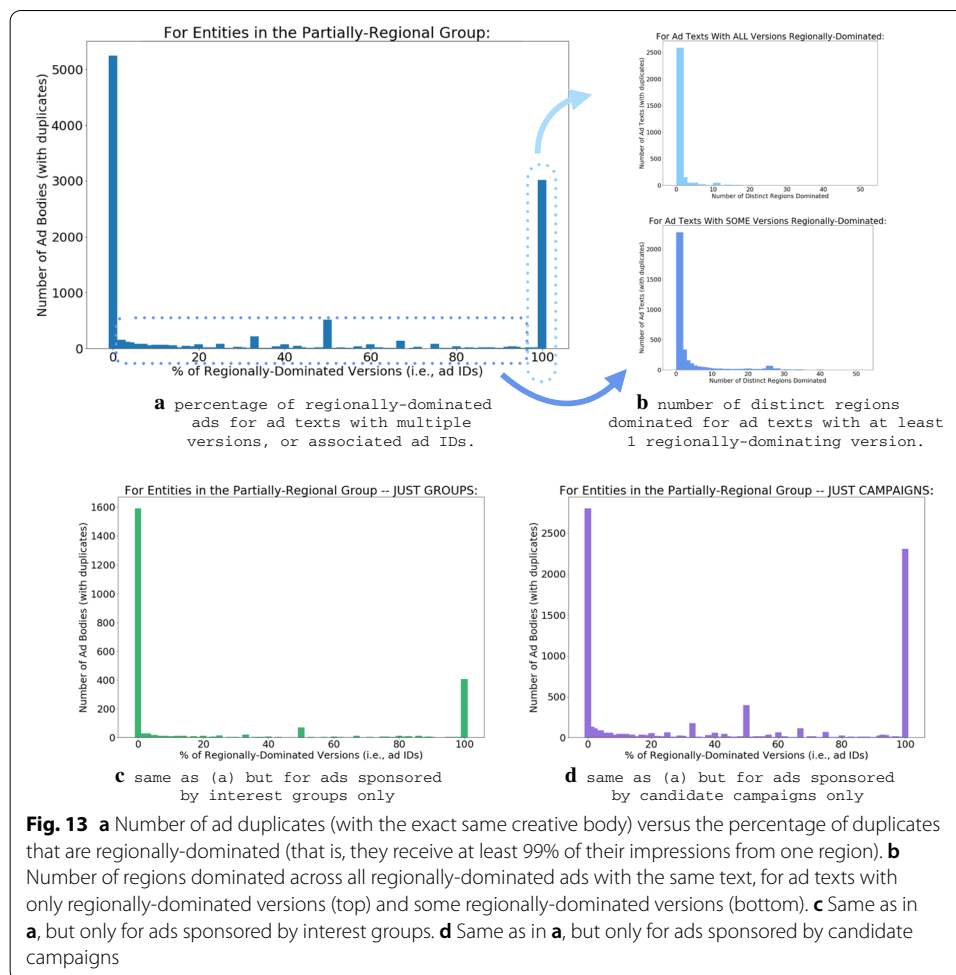 For Entities in the Partially-Regional Group:
Number of Ad Bodies (with duplicates)
5000
4000
3000
2000
1000
0
0 20 40 60 80 100
% of Regionally-Dominated Versions (i.e., ad IDs)
a percentage of regionally-dominated
ads for ad texts with multiple
versions, or associated ad IDs.
For Ad Texts With ALL Versions Regionally-Dominated:
Number of Ad Texts (with duplicates)
2500
2000
1500
1000
500
0
0 10 20 30 40 50
Number of Distinct Regions Dominated
For Ad Texts With SOME Versions Regionally-Dominated:
Number of Ad Texts (with duplicates)
2000
1500
1000
500
0
0 10 20 30 40 50
Number of Distinct Regions Dominated
b number of distinct regions
dominated for ad texts with at least
1 regionally-dominating version.
For Entities in the Partially-Regional Group -- JUST GROUPS:
Number of Ad Bodies (with duplicates)
1600
1400
1200
1000
800
600
400
200
0
0 20 40 60 80 100
% of Regionally-Dominated Versions (i.e., ad IDs)
c same as (a) but for ads sponsored
by interest groups only
For Entities in the Partially-Regional Group -- JUST CAMPAIGNS:
Number of Ad Bodies (with duplicates)
2500
2000
1500
1000
500
0
0 20 40 60 80 100
% of Regionally-Dominated Versions (i.e., ad IDs)
d same as (a) but for ads sponsored
by candidate campaigns only
Fig. 13 a Number of ad duplicates (with the exact same creative body) versus the percentage of duplicates
that are regionally-dominated (that is, they receive at least 99% of their impressions from one region). b
Number of regions dominated across all regionally-dominated ads with the same text, for ad texts with
only regionally-dominated versions (top) and some regionally-dominated versions (bottom). c Same as in
a, but only for ads sponsored by interest groups. d Same as in a, but only for ads sponsored by candidate
campaigns